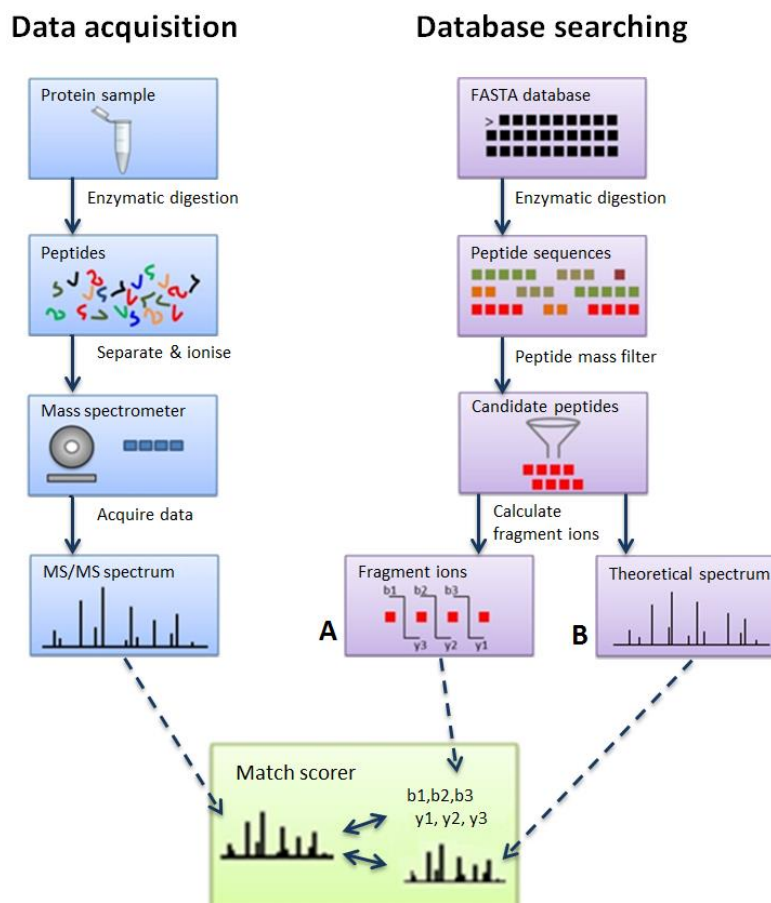 Data acquisition
Database searching
Protein sample
Enzymatic digestion
Peptides
Separate & ionise
Mass spectrometer
Acquire data
MS/MS spectrum
FASTA database
>
Enzymatic digestion
Peptide sequences
Peptide mass filter
Candidate peptides
Calculate
fragment ions
Fragment ions
b1 b2 b3
y3 y2 y1
A
Theoretical spectrum
B
Match scorer
b1,b2,b3
y1, y2, y3